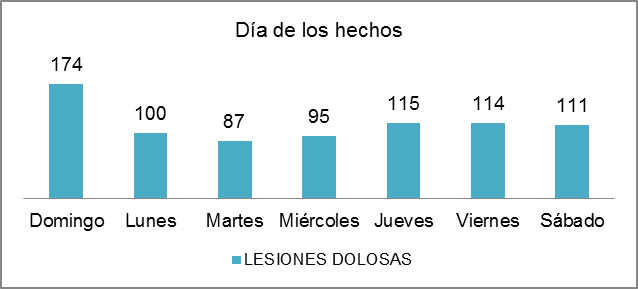 Día de los hechos
174
100
87
95
115
114
111
Domingo Lunes Martes Miércoles Jueves Viernes Sábado
LESIONES DOLOSAS